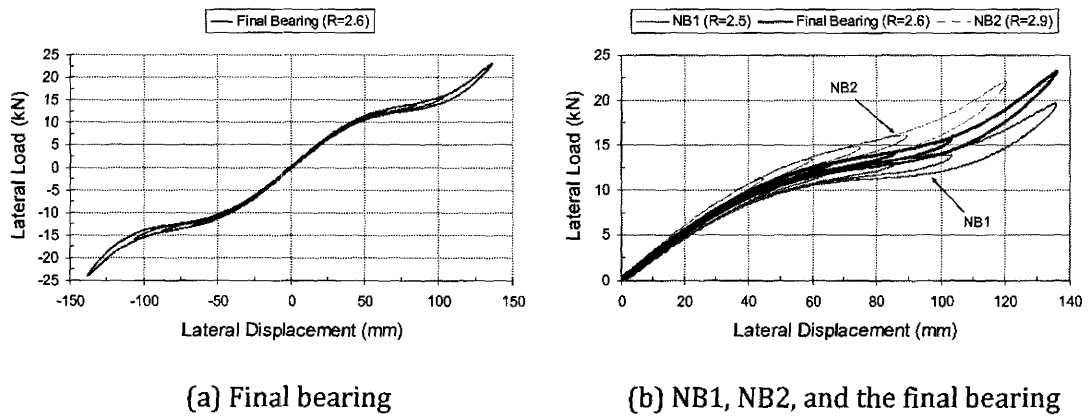 Final Bearing (R=2.6)
Lateral Load (kN)
25
20
15
10
5
0
-5
-10
-15
-20
-25
-150 -100 -50 0 50 100 150
Lateral Displacement (mm)
(a) Final bearing
NB1 (R=2.5) Final Bearing (R=2.6) NB2 (R=2.9)
Lateral Load (kN)
25
20
15
10
5
0
NB2
NB1
0 20 40 60 80 100 120 140
Lateral Displacement (mm)
(b) NB1, NB2, and the final bearing